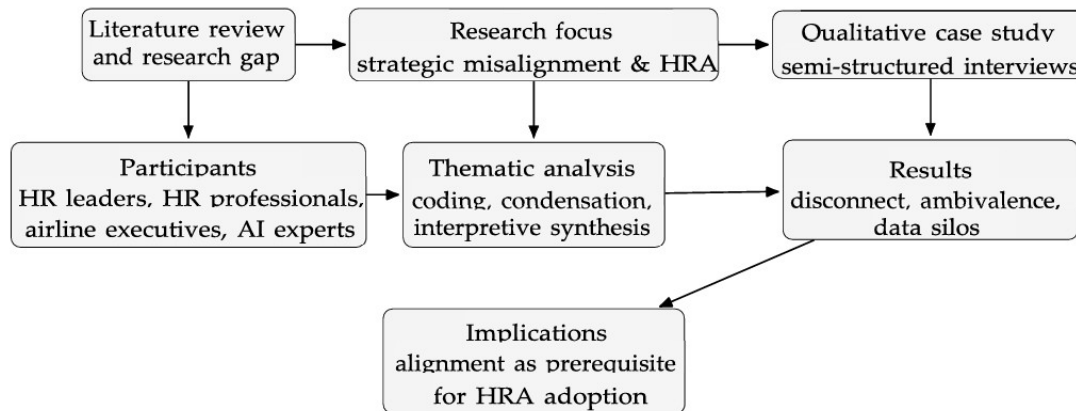 Literature review
and research gap
Research focus
strategic misalignment & HRA
Qualitative case study
semi-structured interviews
Participants
HR leaders, HR professionals,
airline executives, AI experts
Thematic analysis
coding, condensation,
interpretive synthesis
Results
disconnect, ambivalence,
data silos
Implications
alignment as prerequisite
for HRA adoption